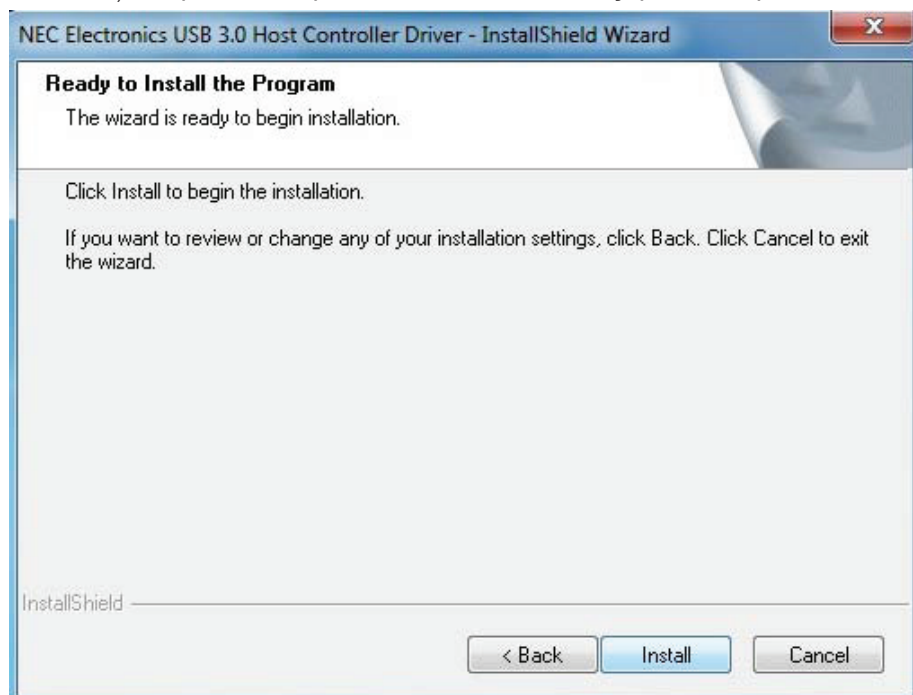 NEC Electronics USB 3.0 Host Controller Driver - InstallShield Wizard
Ready to Install the Program
The wizard is ready to begin installation.
Click Install to begin the installation.
If you want to review or change any of your installation settings, click Back. Click Cancel to exit
the wizard.
InstallShield
< Back Install Cancel